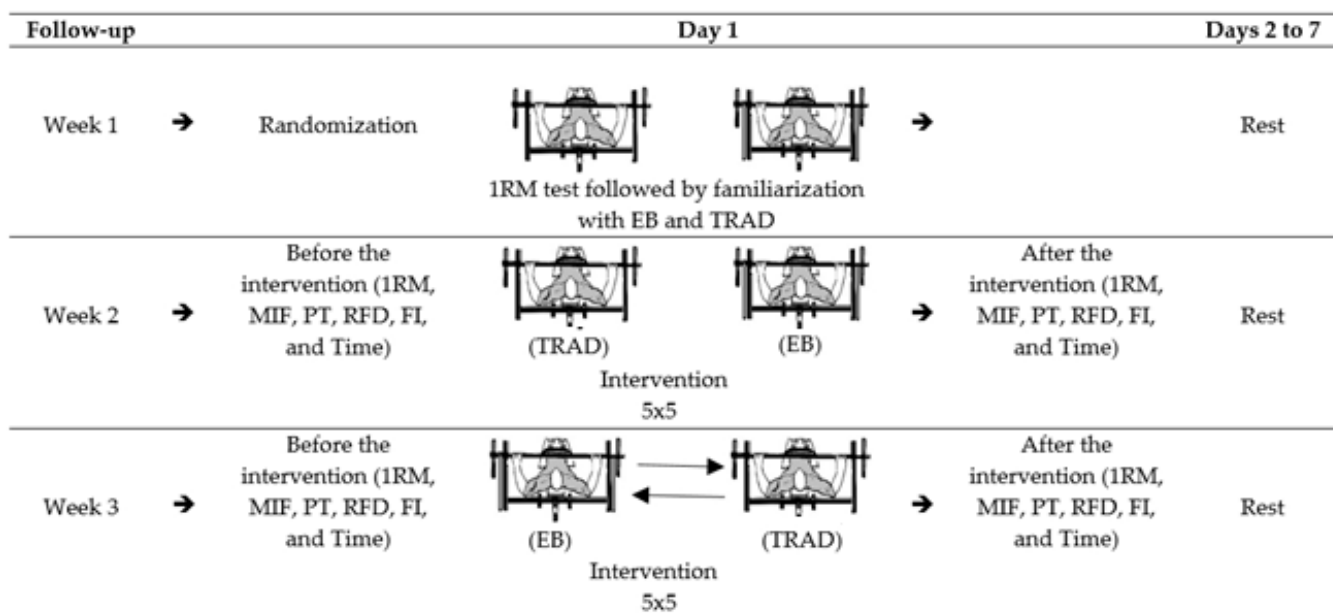 Follow-up Day 1 Days 2 to 7
Week 1 → Randomization → Rest
1RM test followed by familiarization
with EB and TRAD
Before the
intervention (1RM,
MIF, PT, RFD, FI,
and Time)
Week 2 →
(TRAD) (EB)
Intervention
5x5
→ After the
intervention (1RM,
MIF, PT, RFD, FI,
and Time)
Rest
Before the
intervention (1RM,
MIF, PT, RFD, FI,
and Time)
Week 3 →
(EB) (TRAD)
Intervention
5x5
→ After the
intervention (1RM,
MIF, PT, RFD, FI,
and Time)
Rest